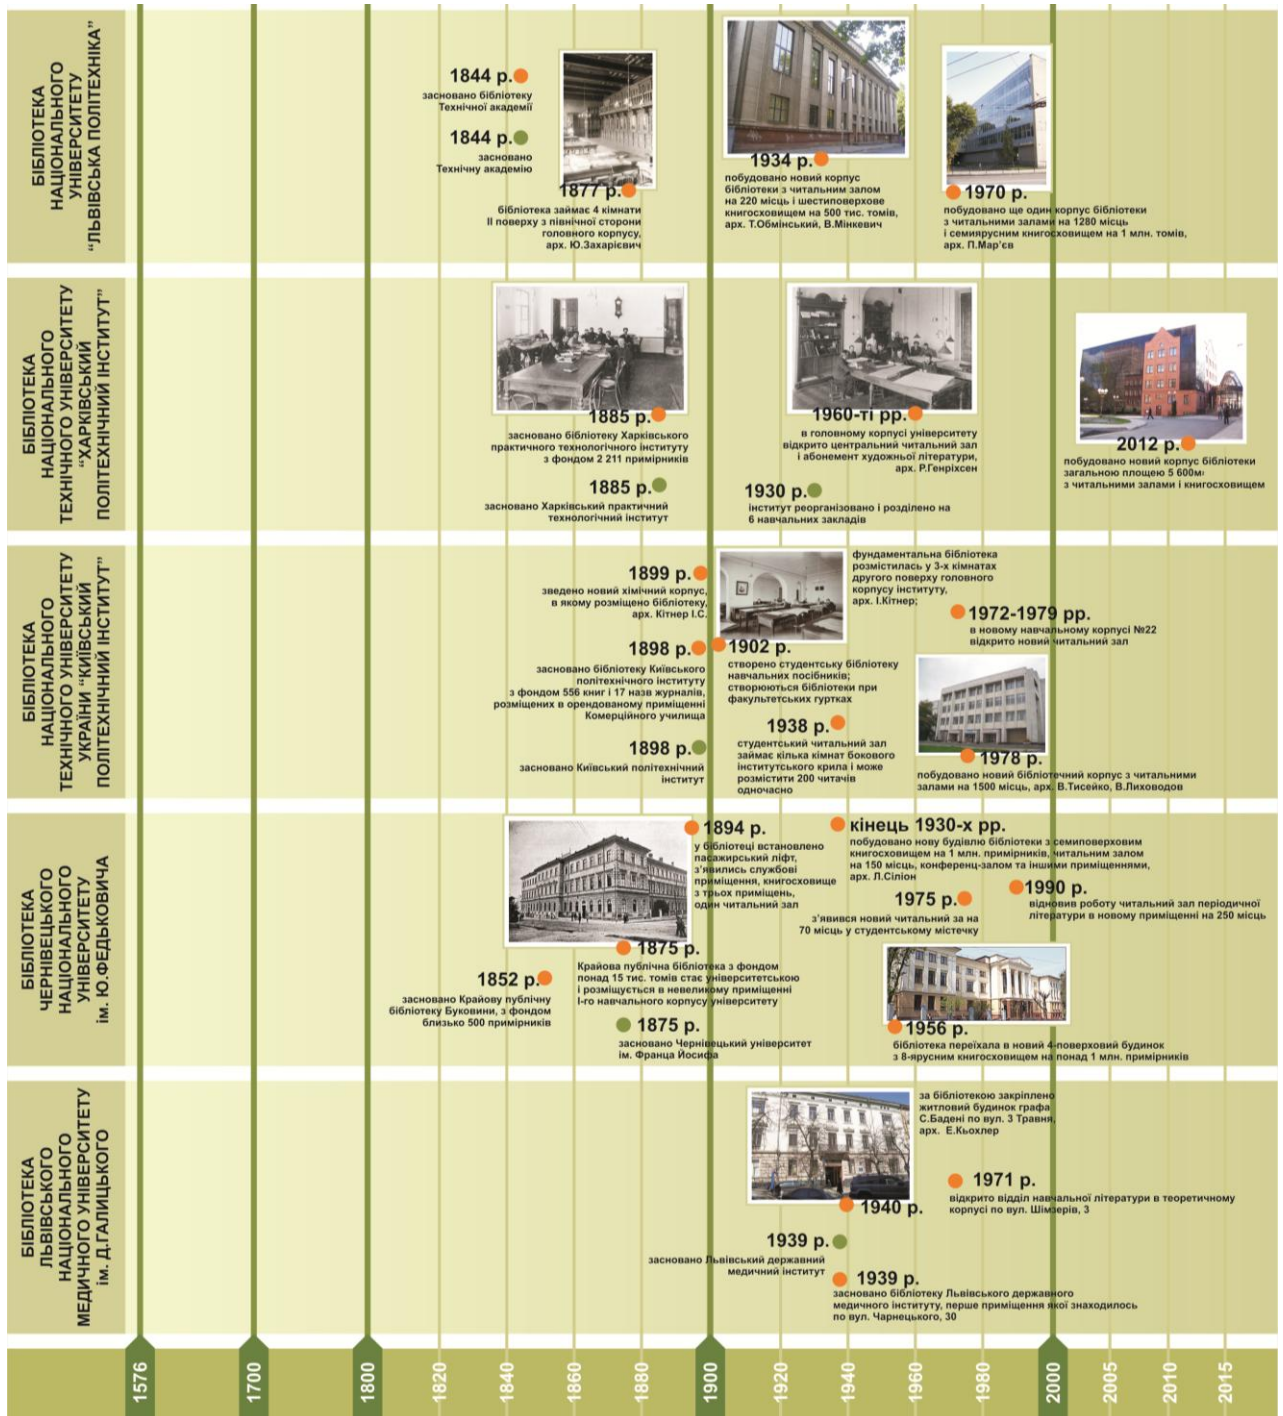 БІБЛІОТЕКА
НАЦІОНАЛЬНОГО
УНІВЕРСИТЕТУ
“ЛЬВІВСЬКА ПОЛІТЕХНІКА”
1844 р.
засновано бібліотеку
Технічної академії
1844 р.
засновано
Технічну академію
1877 р.
бібліотека займає 4 кімнати
ІІ поверху з північної сторони
головного корпусу,
арх. Ю.Захарієвич
1934 р.
побудовано новий корпус
бібліотеки з читальним залом
на 220 місць і шестиповерхове
книгосховищем на 500 тис. томів,
арх. Т.Обмінський, В.Мінкевич
1970 р.
побудовано ще один корпус бібліотеки
з читальними залами на 1280 місць
і семиярусним книгосховищем на 1 млн. томів,
арх. П.Мар’єв
БІБЛІОТЕКА
НАЦІОНАЛЬНОГО
ТЕХНІЧНОГО УНІВЕРСИТЕТУ
“ХАРКІВСЬКИЙ
ПОЛІТЕХНІЧНИЙ ІНСТИТУТ”
1885 р.
засновано бібліотеку Харківського
практичного технологічного інституту
з фондом 2 211 примірників
1885 р.
засновано Харківський практичний
технологічний інститут
1960-ті рр.
в головному корпусі університету
відкрито центральний читальний зал
і абонемент художньої літератури,
арх. Р.Генріхсен
1930 р.
інститут реорганізовано і розділено на
6 навчальних закладів
2012 р.
побудовано новий корпус бібліотеки
загальною площею 5 600м²
з читальними залами і книгосховищем
БІБЛІОТЕКА
НАЦІОНАЛЬНОГО
ТЕХНІЧНОГО УНІВЕРСИТЕТУ
УКРАЇНИ “КИЇВСЬКИЙ
ПОЛІТЕХНІЧНИЙ ІНСТИТУТ”
1899 р.
зведено новий хімічний корпус,
в якому розміщено бібліотеку,
арх. Кітнер І.С.
1898 р.
засновано бібліотеку Київського
політехнічного інституту
з фондом 556 книг і 17 назв журналів,
розміщених в орендованому приміщенні
Комерційного училища
1898 р.
засновано Київський політехнічний
інститут
фундаментальна бібліотека
розмістилась у 3-х кімнатах
другого поверху головного
корпусу інституту,
арх. І.Кітнер;
1902 р.
створено студентську бібліотеку
навчальних посібників;
створюються бібліотеки при
факультетських гуртках
1938 р.
студентський читальний зал
займає кілька кімнат бокового
інститутського крила і може
розмістити 200 читачів
одночасно
1972-1979 рр.
в новому навчальному корпусі №22
відкрито новий читальний зал
1978 р.
побудовано новий бібліотечний корпус з читальними
залами на 1500 місць, арх. В.Тисейко, В.Лиховодов
БІБЛІОТЕКА
ЧЕРНІВЕЦЬКОГО
НАЦІОНАЛЬНОГО
УНІВЕРСИТЕТУ
ім. Ю.ФЕДЬКОВИЧА
1894 р.
у бібліотеці встановлено
пасажирський ліфт,
з’явились службові
приміщення, книгосховище
з трьох приміщень,
один читальний зал
1875 р.
Крайова публічна бібліотека з фондом
понад 15 тис. томів стає університетською
і розміщується в невеликому приміщенні
І-го навчального корпусу університету
1852 р.
засновано Крайову публічну
бібліотеку Буковини, з фондом
близько 500 примірників
1875 р.
засновано Чернівецький університет
ім. Франца Йосифа
кінець 1930-х рр.
побудовано нову будівлю бібліотеки з семиповерховим
книгосховищем на 1 млн. примірників, читальним залом
на 150 місць, конференц-залом та іншими приміщеннями,
арх. Л.Сіліон
1975 р.
з’явився новий читальний за на
70 місць у студентському містечку
1990 р.
відновив роботу читальний зал періодичної
літератури в новому приміщенні на 250 місць
1956 р.
бібліотека переїхала в новий 4-поверховий будинок
з 8-ярусним книгосховищем на понад 1 млн. примірників
БІБЛІОТЕКА
ЛЬВІВСЬКОГО
НАЦІОНАЛЬНОГО
МЕДИЧНОГО УНІВЕРСИТЕТУ
ім. Д.ГАЛИЦЬКОГО
за бібліотекою закріплено
житловий будинок графа
С.Бадені по вул. 3 Травня,
арх. Е.Кьохлер
1940 р.
1971 р.
відкрито відділ навчальної літератури в теоретичному
корпусі по вул. Шімзерів, 3
1939 р.
засновано Львівський державний
медичний інститут
1939 р.
засновано бібліотеку Львівського державного
медичного інституту, перше приміщення якої знаходилось
по вул. Чарнецького, 30
1576
1700
1800
1820
1840
1860
1880
1900
1920
1940
1960
1980
2000
2005
2010
2015